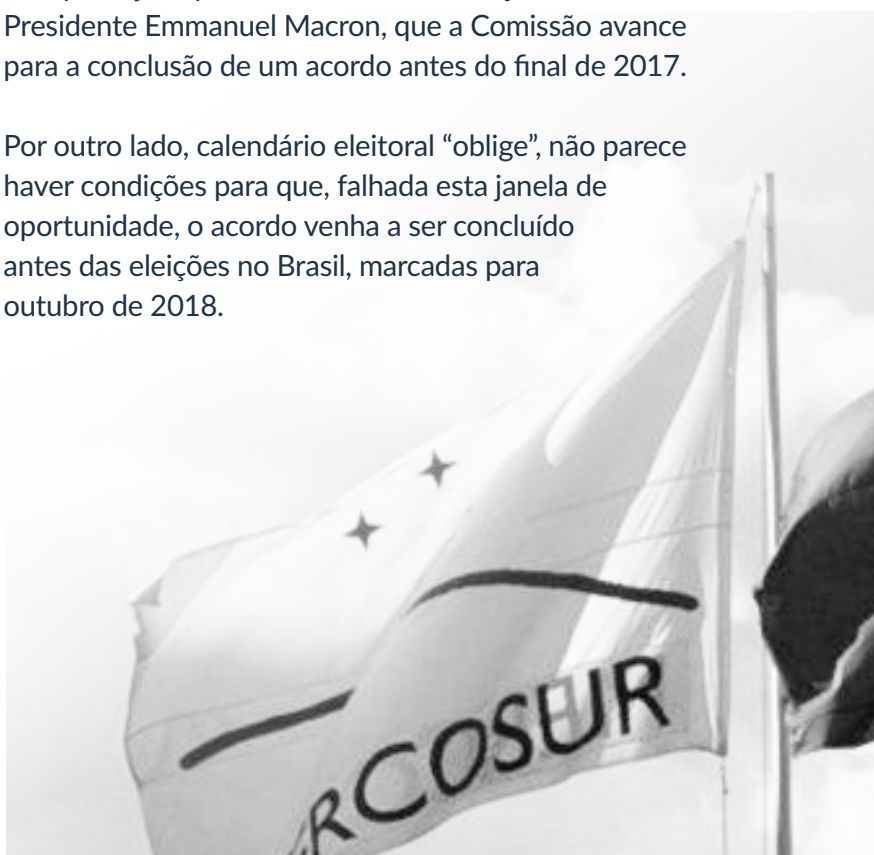 Presidente Emmanuel Macron, que a Comissão avance
para a conclusão de um acordo antes do final de 2017.
Por outro lado, calendário eleitoral “oblige”, não parece
haver condições para que, falhada esta janela de
oportunidade, o acordo venha a ser concluído
antes das eleições no Brasil, marcadas para
outubro de 2018.
RCOSUR